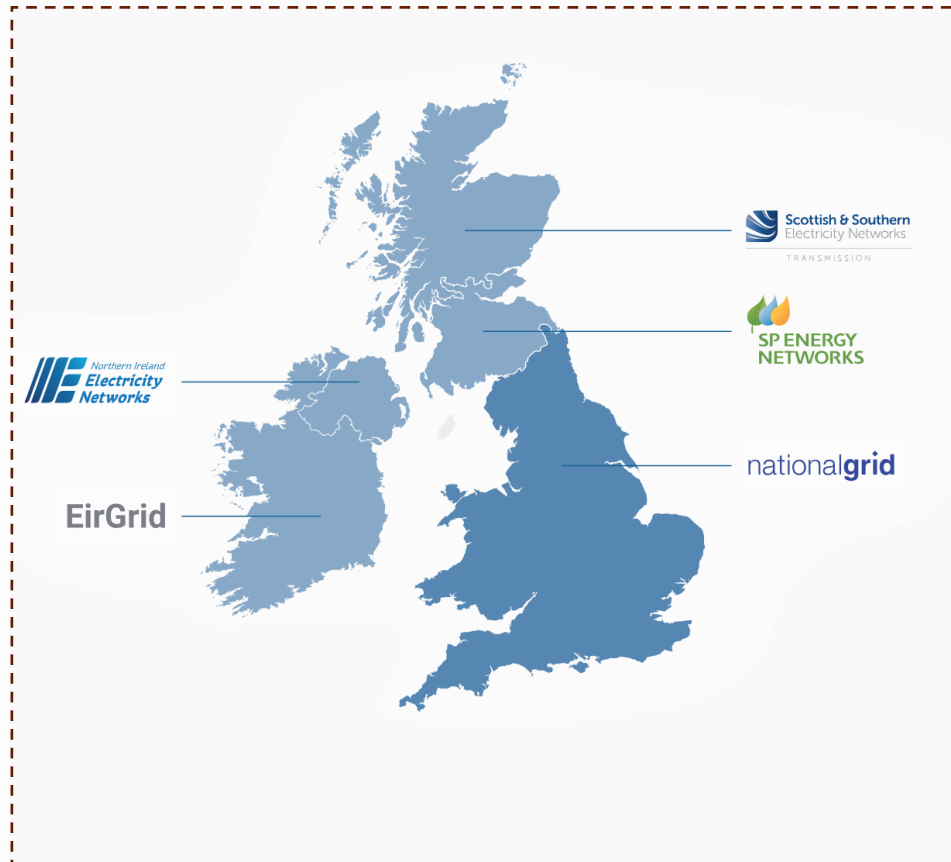 Scottish & Southern
Electricity Networks
TRANSMISSION
SP ENERGY
NETWORKS
Northern Ireland
Electricity
Networks
nationalgrid
EirGrid